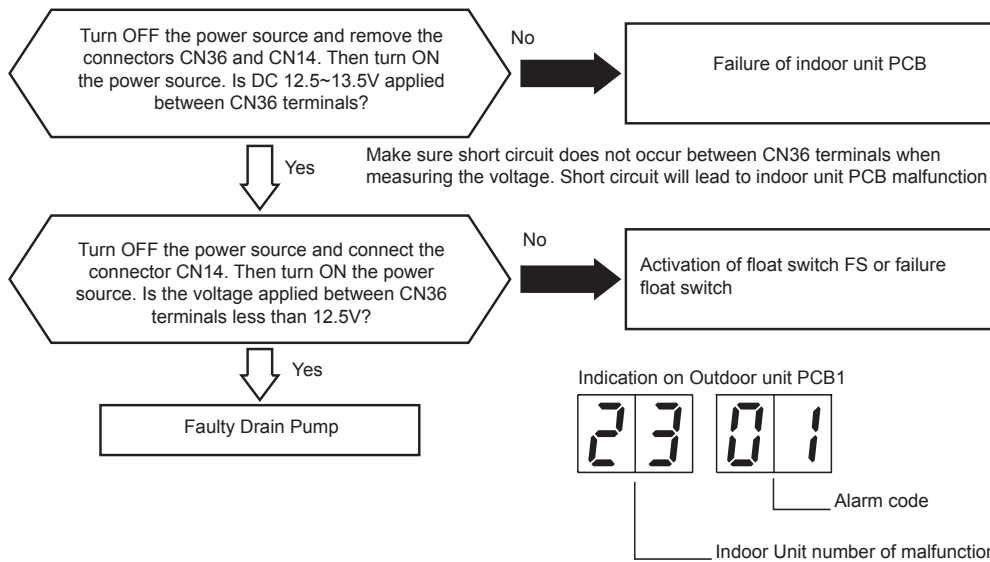 Turn OFF the power source and remove the
connectors CN36 and CN14. Then turn ON
the power source. Is DC 12.5~13.5V applied
between CN36 terminals?
No
Failure of indoor unit PCB
Yes
Make sure short circuit does not occur between CN36 terminals when
measuring the voltage. Short circuit will lead to indoor unit PCB malfunction
Turn OFF the power source and connect the
connector CN14. Then turn ON the power
source. Is the voltage applied between CN36
terminals less than 12.5V?
No
Activation of float switch FS or failure
float switch
Yes
Faulty Drain Pump
Indication on Outdoor unit PCB1
23 01
Alarm code
Indoor Unit number of malfunction